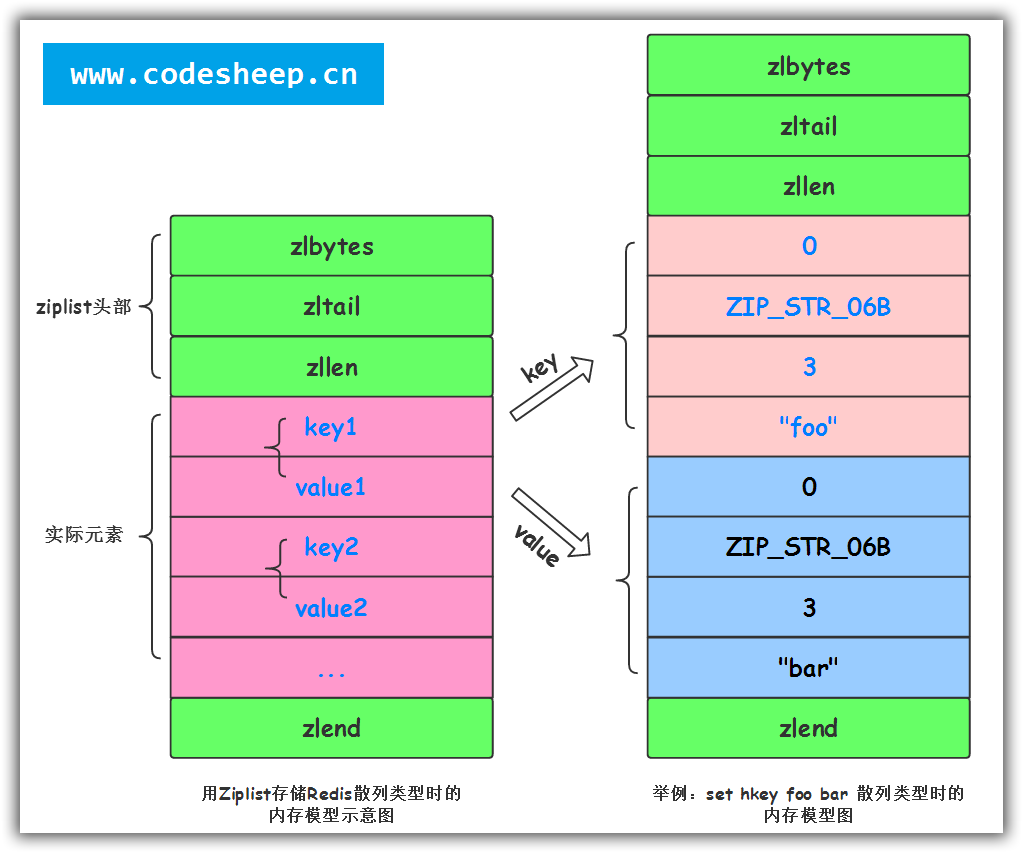 www.codesheep.cn
ziplist头部
实际元素
zlbytes
zltail
zllen
key1
value1
key2
value2
...
zlend
key
value
zlbytes
zltail
zllen
0
ZIP_STR_06B
3
"foo"
0
ZIP_STR_06B
3
"bar"
zlend
用Ziplist存储Redis散列类型时的
内存模型示意图
举例：set hkey foo bar 散列类型时的
内存模型图